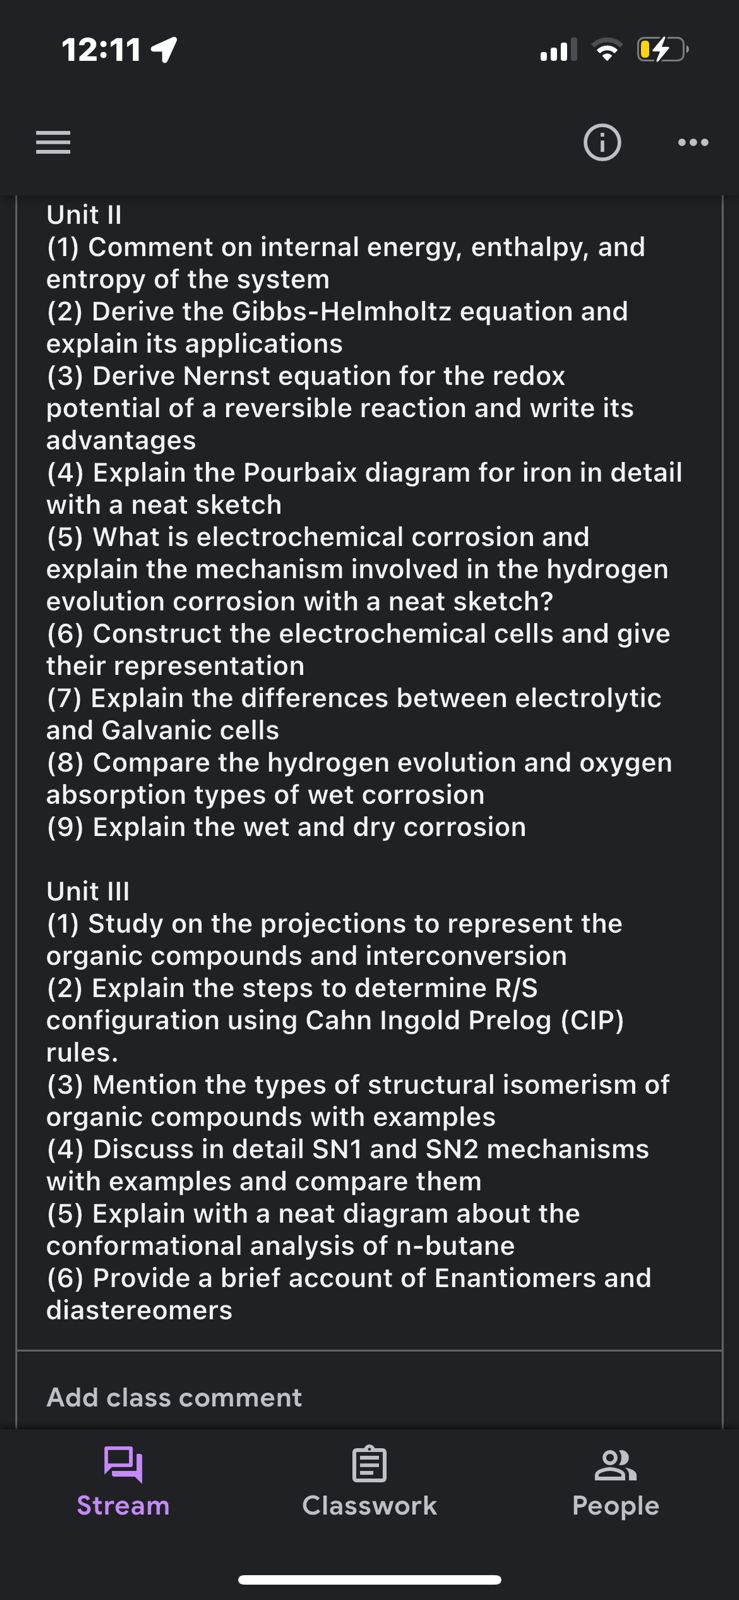 12:11
Unit II
(1) Comment on internal energy, enthalpy, and
entropy of the system
(2) Derive the Gibbs-Helmholtz equation and
explain its applications
(3) Derive Nernst equation for the redox
potential of a reversible reaction and write its
advantages
(4) Explain the Pourbaix diagram for iron in detail
with a neat sketch
(5) What is electrochemical corrosion and
explain the mechanism involved in the hydrogen
evolution corrosion with a neat sketch?
(6) Construct the electrochemical cells and give
their representation
(7) Explain the differences between electrolytic
and Galvanic cells
(8) Compare the hydrogen evolution and oxygen
absorption types of wet corrosion
(9) Explain the wet and dry corrosion
Unit III
(1) Study on the projections to represent the
organic compounds and interconversion
(2) Explain the steps to determine R/S
configuration using Cahn Ingold Prelog (CIP)
rules.
(3) Mention the types of structural isomerism of
organic compounds with examples
(4) Discuss in detail SN1 and SN2 mechanisms
with examples and compare them
(5) Explain with a neat diagram about the
conformational analysis of n-butane
(6) Provide a brief account of Enantiomers and
diastereomers
Add class comment
Stream Classwork People